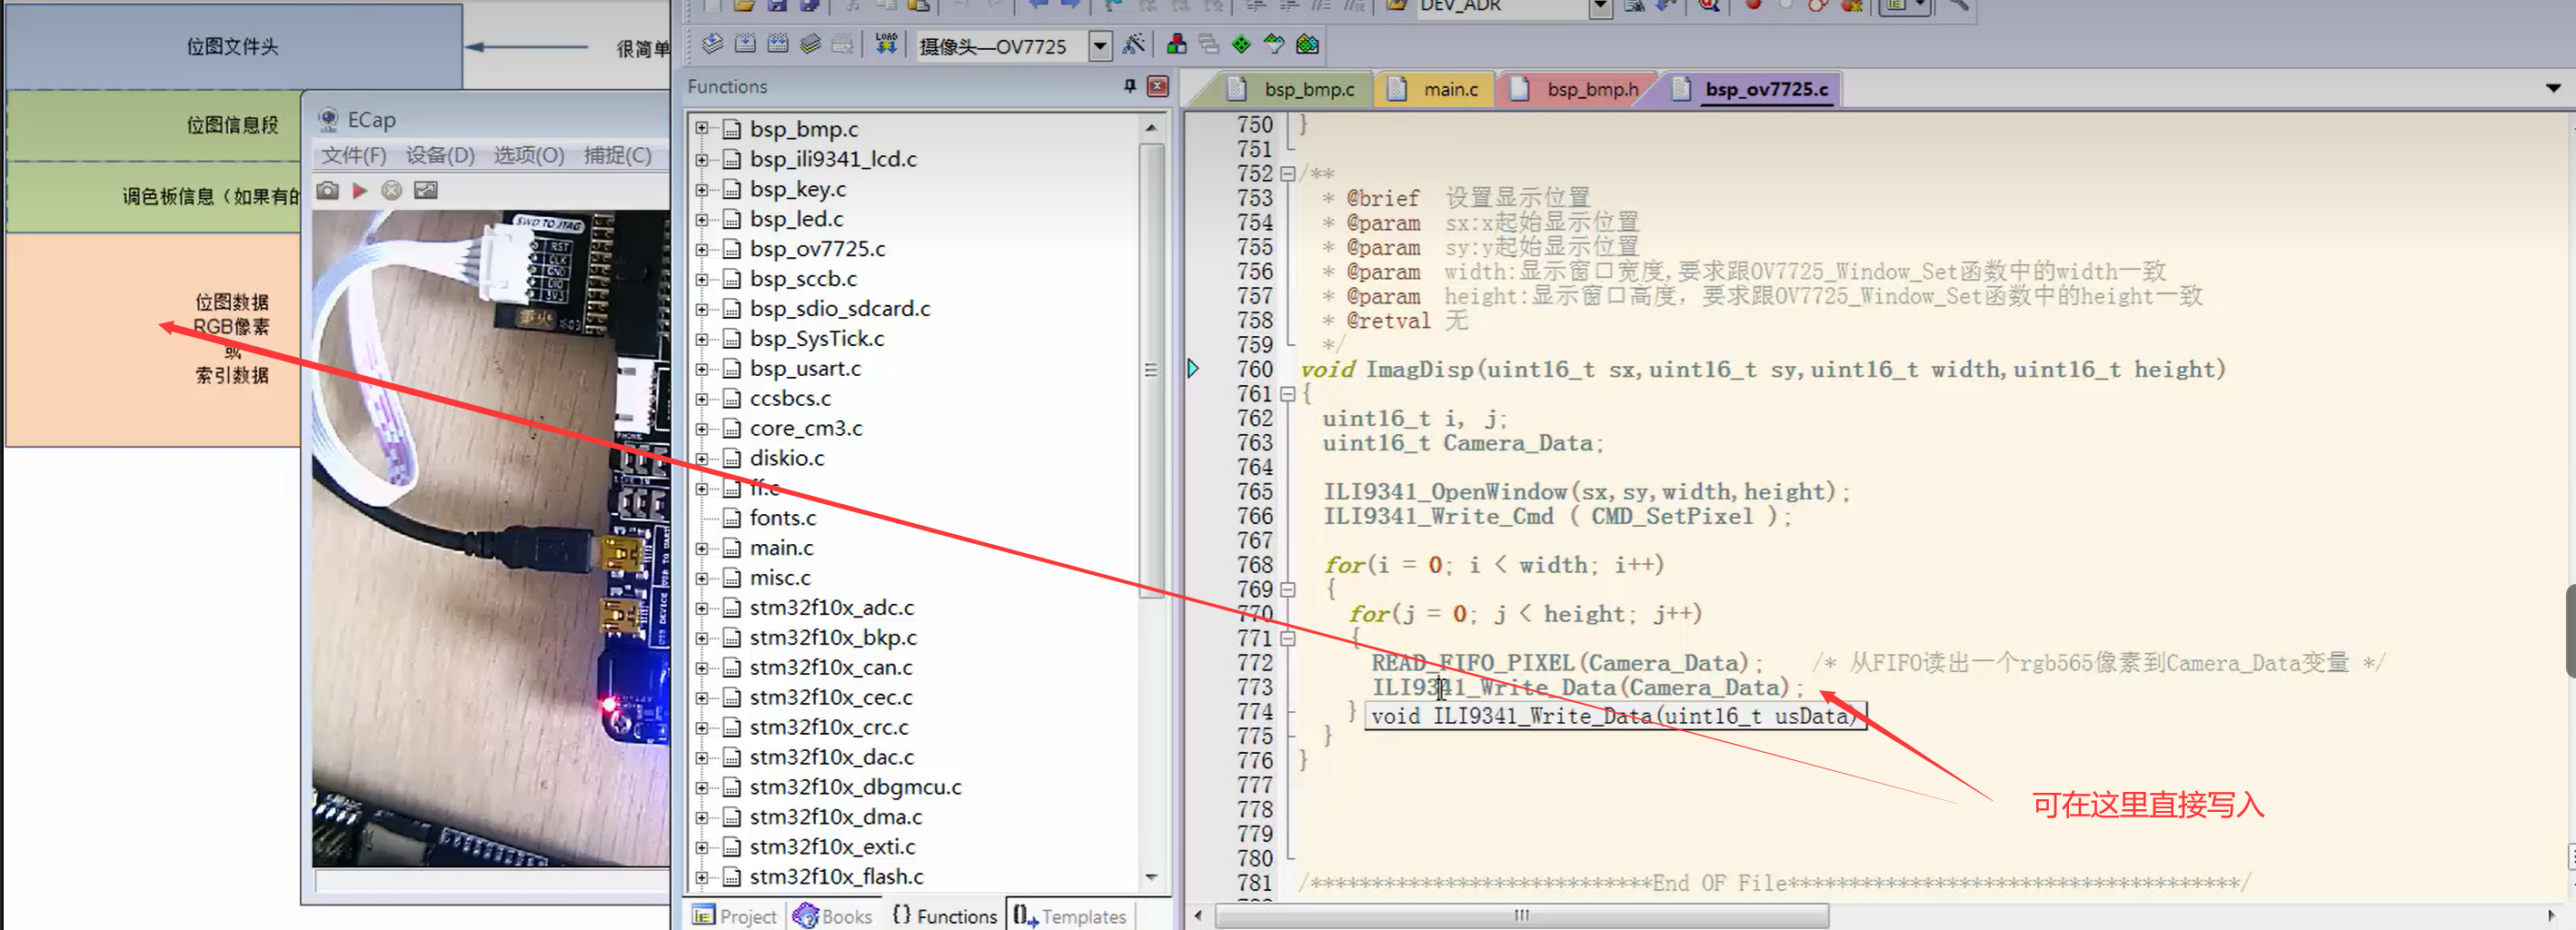 位图文件头
很简单
位图信息段
调色板信息（如果有的
位图数据
RGB像素
或
索引数据
ECap
文件(F) 设备(D) 选项(O) 捕捉(C)
SWD TO JTAG
RST
CLK
GND
DIO
3V3
DEV_ADR
LOAD
摄像头—OV7725
Functions
bsp_bmp.c
bsp_ili9341_lcd.c
bsp_key.c
bsp_led.c
bsp_ov7725.c
bsp_sccb.c
bsp_sdio_sdcard.c
bsp_SysTick.c
bsp_usart.c
ccsbcs.c
core_cm3.c
diskio.c
ff.c
fonts.c
main.c
misc.c
stm32f10x_adc.c
stm32f10x_bkp.c
stm32f10x_can.c
stm32f10x_cec.c
stm32f10x_crc.c
stm32f10x_dac.c
stm32f10x_dbgmcu.c
stm32f10x_dma.c
stm32f10x_exti.c
stm32f10x_flash.c
Project Books {} Functions Templates
bsp_bmp.c main.c bsp_bmp.h bsp_ov7725.c
750 }
751
752 /**
753 * @brief 设置显示位置
754 * @param sx:x起始显示位置
755 * @param sy:y起始显示位置
756 * @param width:显示窗口宽度,要求跟OV7725_Window_Set函数中的width一致
757 * @param height:显示窗口高度，要求跟OV7725_Window_Set函数中的height一致
758 * @retval 无
759 */
760 void ImagDisp(uint16_t sx,uint16_t sy,uint16_t width,uint16_t height)
761 {
762 uint16_t i, j;
763 uint16_t Camera_Data;
764
765 ILI9341_OpenWindow(sx,sy,width,height);
766 ILI9341_Write_Cmd ( CMD_SetPixel );
767
768 for(i = 0; i < width; i++)
769 {
770 for(j = 0; j < height; j++)
771 {
772 READ_FIFO_PIXEL(Camera_Data); /* 从FIFO读出一个rgb565像素到Camera_Data变量 */
773 ILI9341_Write_Data(Camera_Data);
774 }
void ILI9341_Write_Data(uint16_t usData)
775 }
776 }
777
778
779
780
781 /****************************End OF File*************************************/
可在这里直接写入